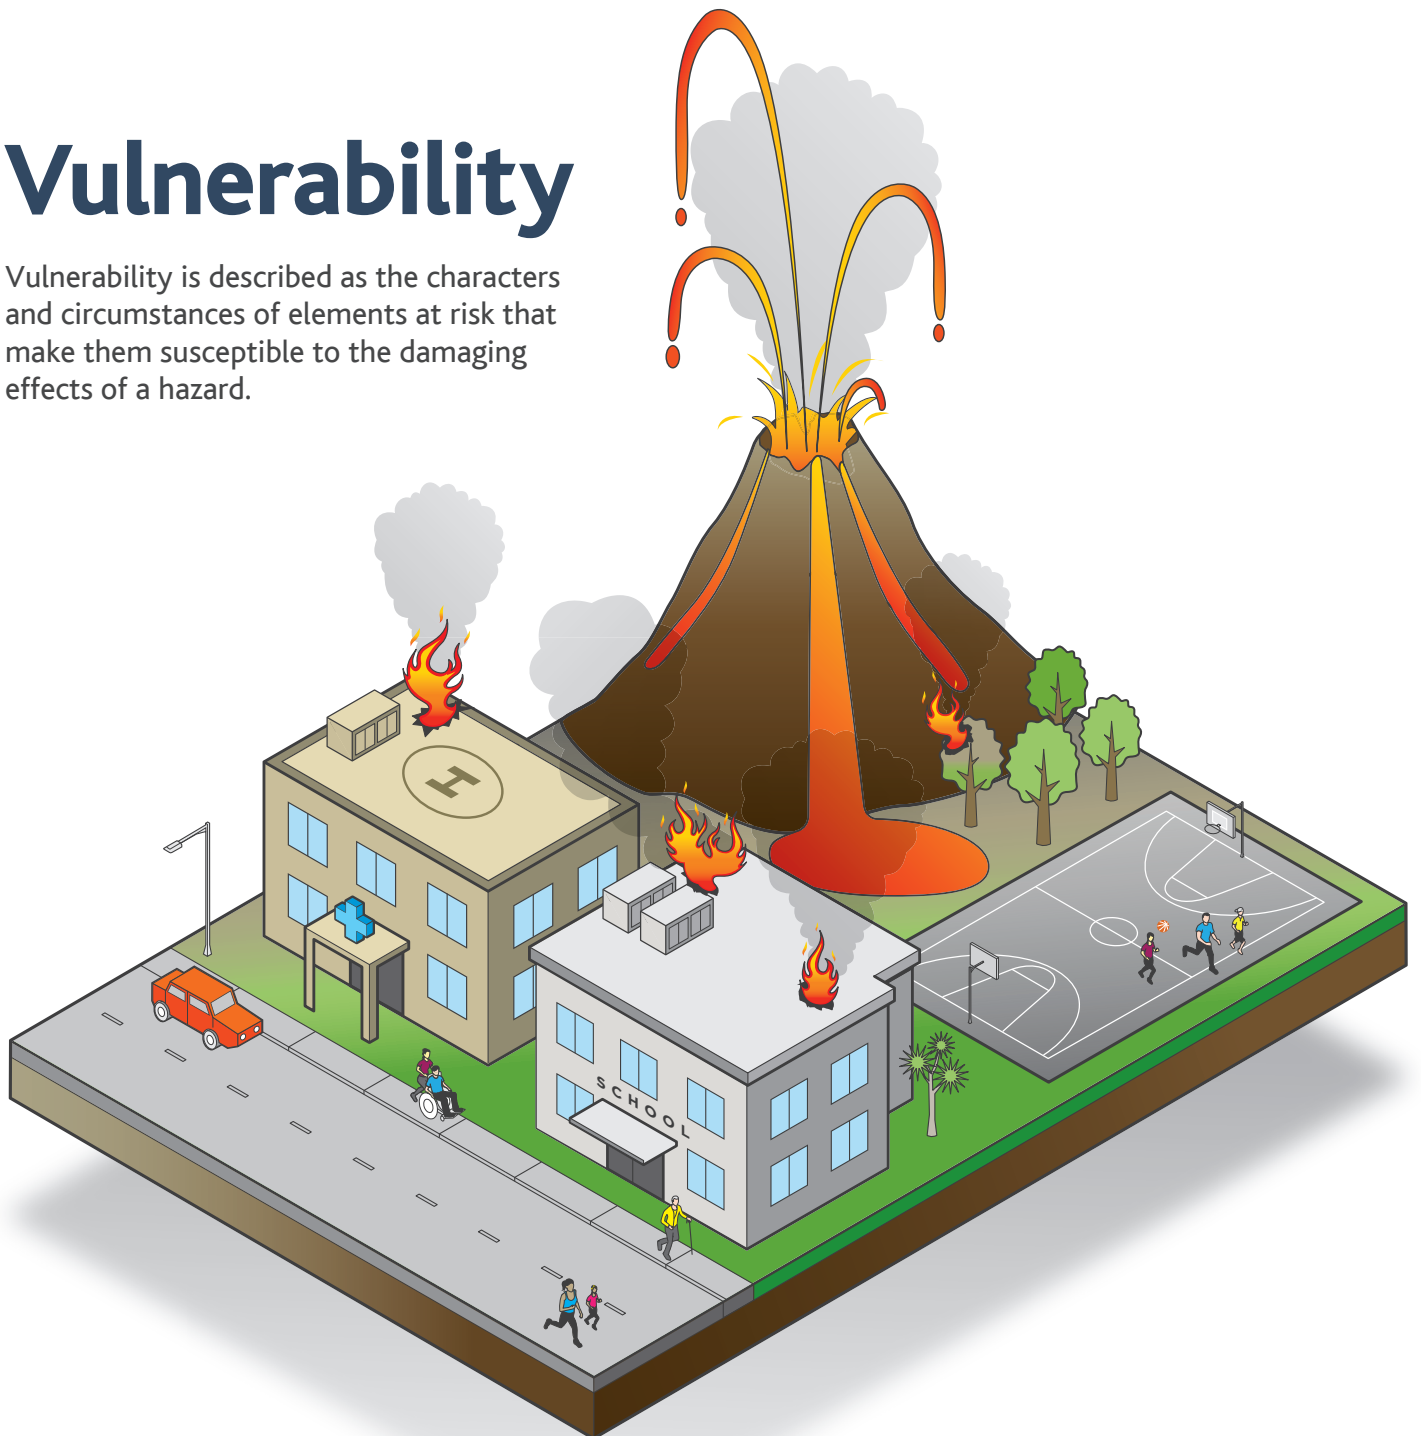 Vulnerability
Vulnerability is described as the characters
and circumstances of elements at risk that
make them susceptible to the damaging
effects of a hazard.
H
SCHOOL